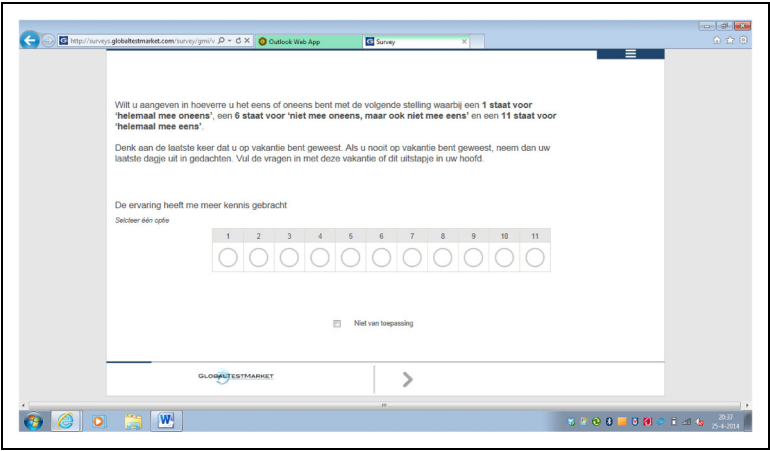 http://surveys.globaltestmarket.com/survey/gmi/v
Outlook Web App
Survey
Wilt u aangeven in hoeverre u het eens of oneens bent met de volgende stelling waarbij een 1 staat voor
'helemaal mee oneens', een 6 staat voor 'niet mee oneens, maar ook niet mee eens' en een 11 staat voor
'helemaal mee eens'.
Denk aan de laatste keer dat u op vakantie bent geweest. Als u nooit op vakantie bent geweest, neem dan uw
laatste dagje uit in gedachten. Vul de vragen in met deze vakantie of dit uitstapje in uw hoofd.
De ervaring heeft me meer kennis gebracht
Selcteer één optie
1 2 3 4 5 6 7 8 9 10 11
Niet van toepassing
GLOBALTESTMARKET
20:37
25-4-2014